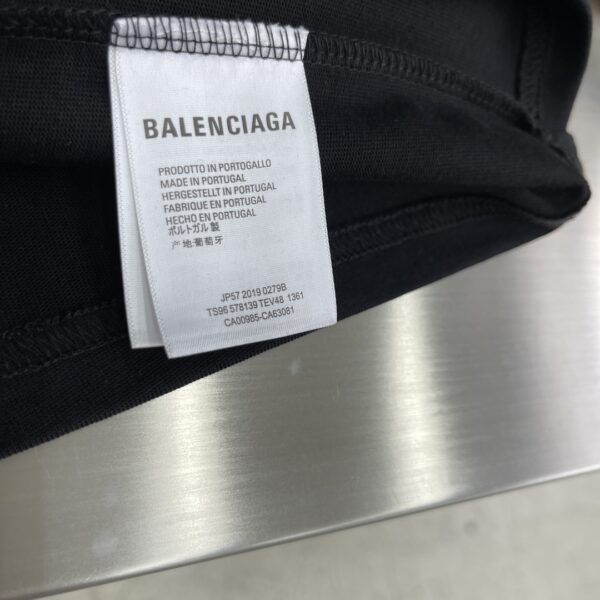 BALENCIAGA
PRODOTTO IN PORTOGALLO
MADE IN PORTUGAL
HERGESTELLT IN PORTUGAL
FABRIQUE EN PORTUGAL
HECHO EN PORTUGAL
ポルトガル 製
产地:葡萄牙
JP57 2019 0279B
TS96 578139 TEV48 1361
CA00985-CA63081